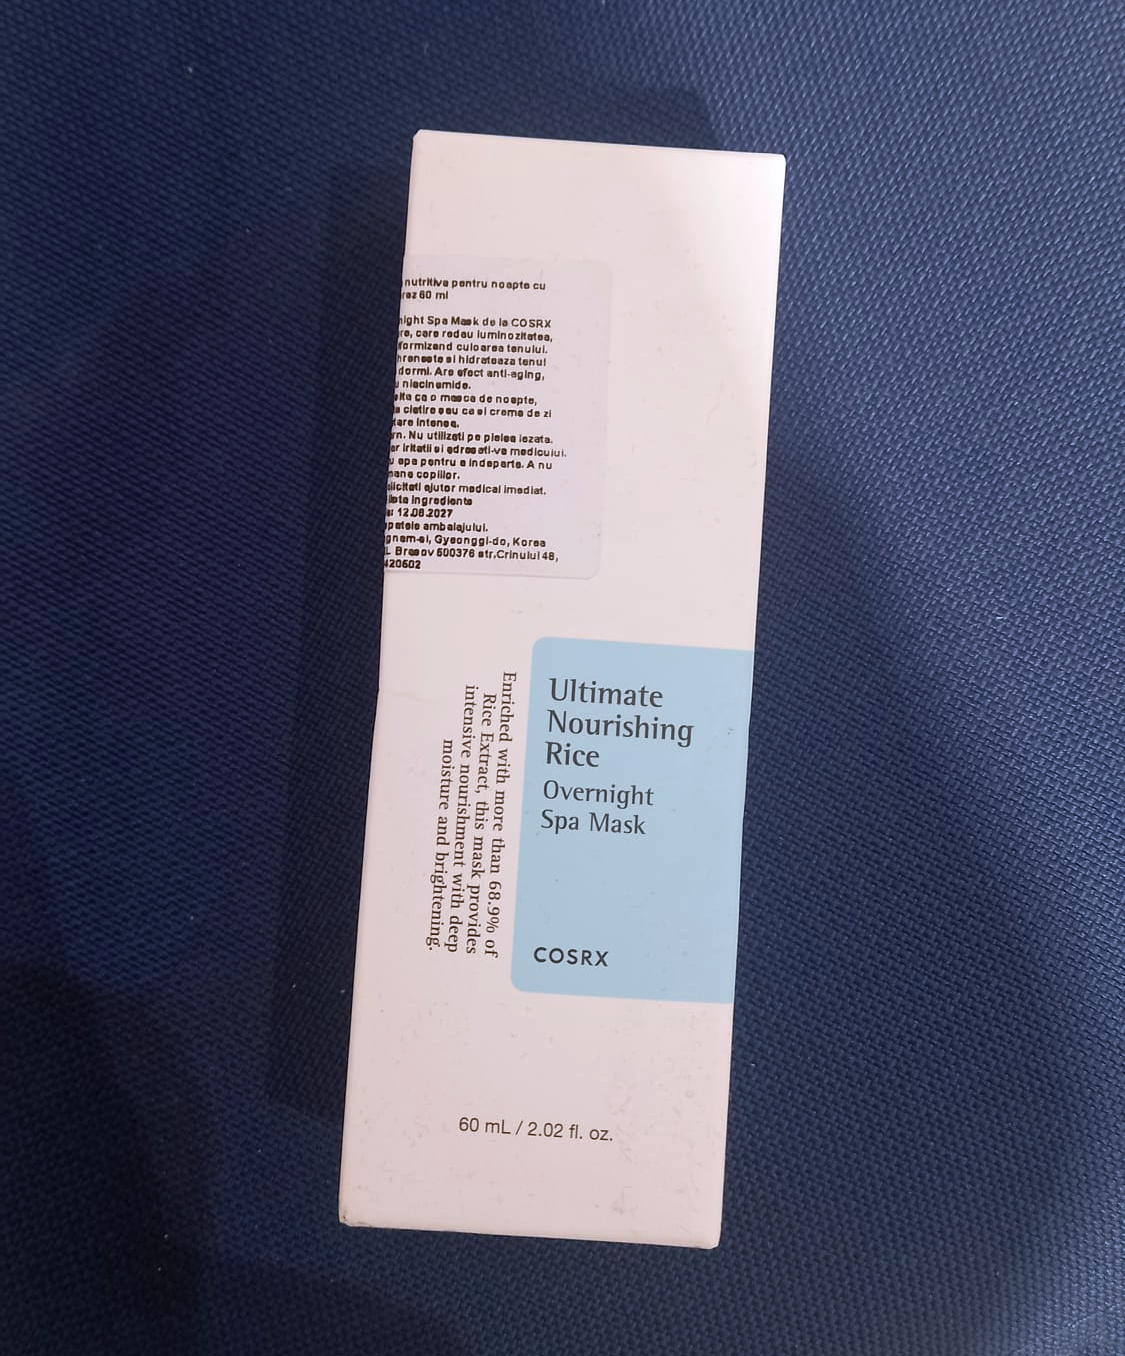 nutritiva pentru noapte cu
60 ml
Spa Mask de la COSRX
care redau luminozitatea,
culoarea tenului.
si hidrateaza tenul
dormi. Are efect anti-aging,
niacinamide.
ca o masca de noapte,
clatire sau ca si crema de zi
intensa.
Nu utilizati pe pielea lezata.
iritatii si adresati-va medicului.
apa pentru a indeparta. A nu
copiilor.
ajutor medical imediat.
ingrediente
12.08.2027
ambalajului.
Gyeonggi-do, Korea
Brasov 500376 str.Crinului 48,
420502
Ultimate
Nourishing
Rice
Overnight
Spa Mask
COSRX
Enriched with more than 68.9% of
Rice Extract, this mask provides
intensive nourishment with deep
moisture and brightening.
60 mL / 2.02 fl. oz.